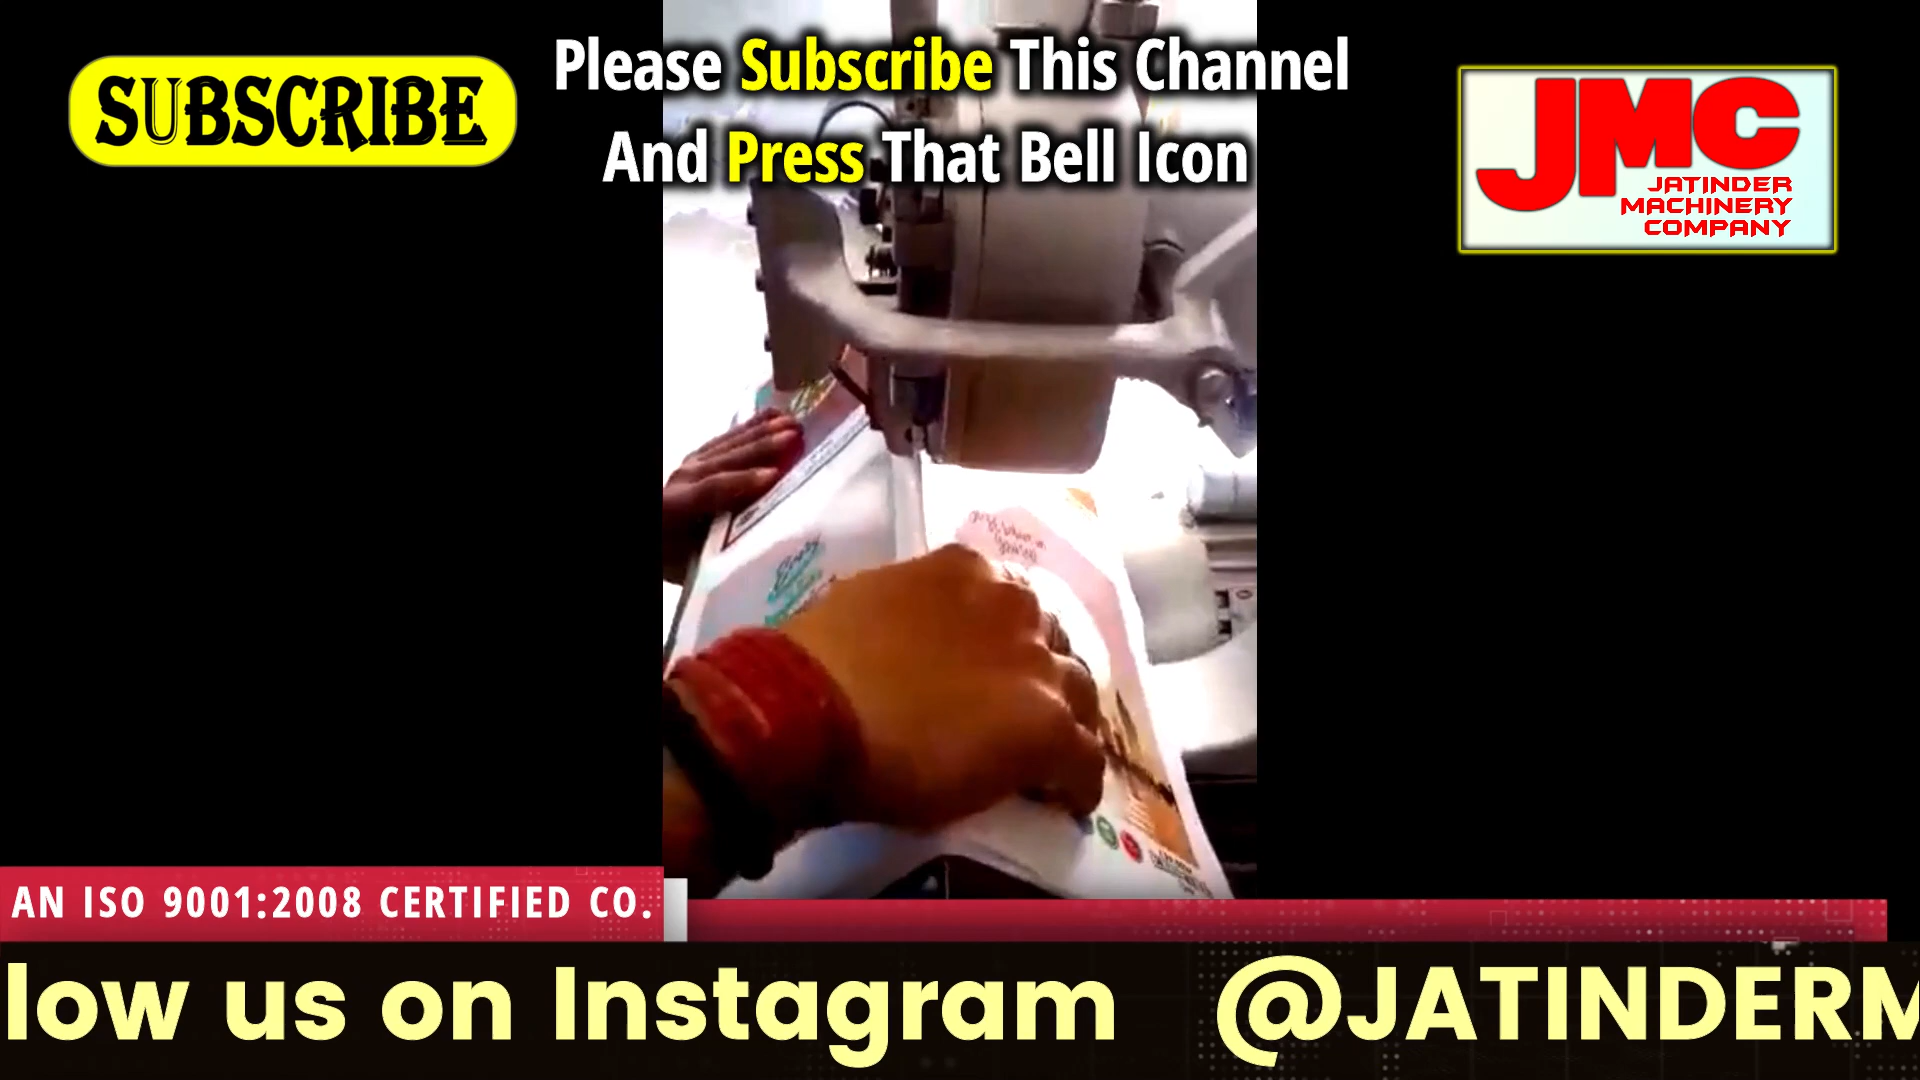 SUBSCRIBE
Please Subscribe This Channel
And Press That Bell Icon
JMC
JATINDER
MACHINERY
COMPANY
AN ISO 9001:2008 CERTIFIED CO.
low us on Instagram @JATINDERM